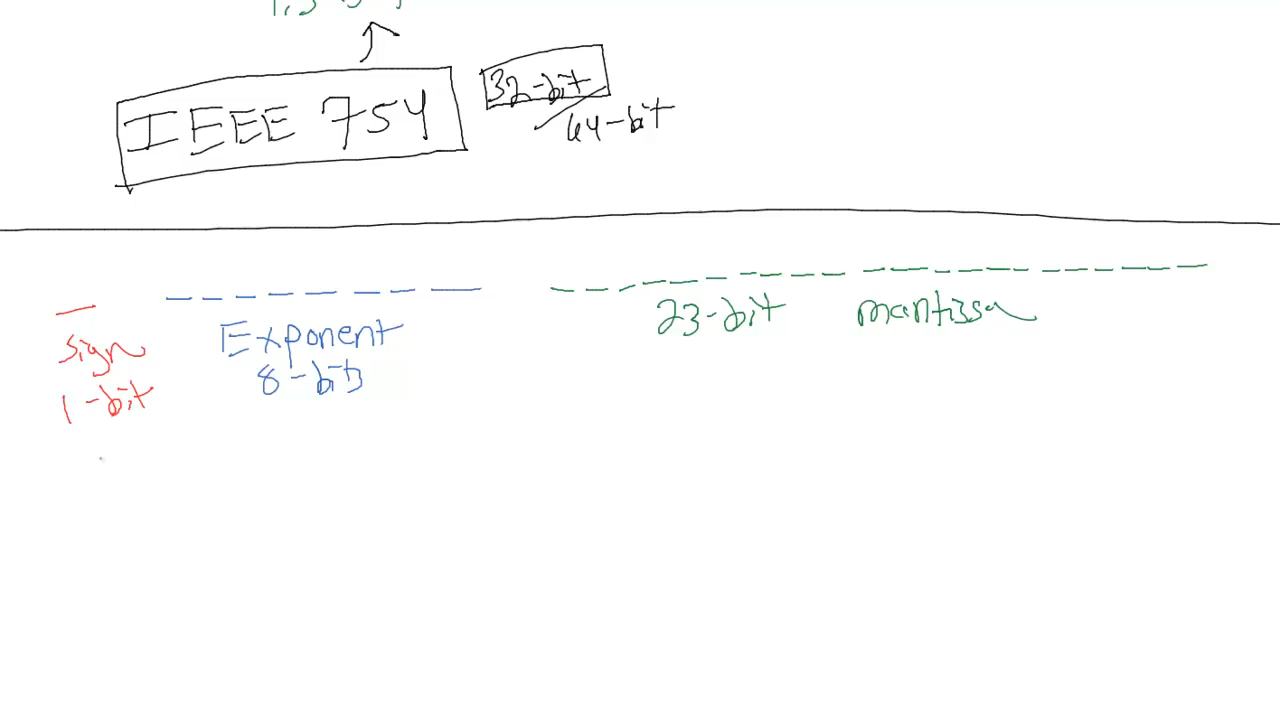 IEEE 754 32-bit
64-bit
sign Exponent 23-bit mantissa
1-bit 8-bits